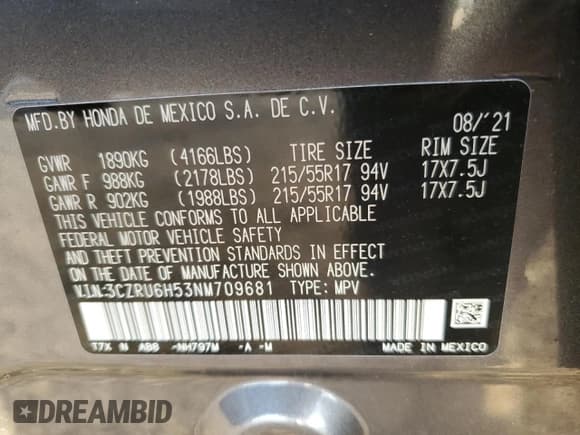 MFD.BY HONDA DE MEXICO S.A. DE C.V. 08/'21
GVWR 1890KG (4166LBS) TIRE SIZE RIM SIZE
GAWR F 988KG (2178LBS) 215/55R17 94V 17X7.5J
GAWR R 902KG (1988LBS) 215/55R17 94V 17X7.5J
THIS VEHICLE CONFORMS TO ALL APPLICABLE
FEDERAL MOTOR VEHICLE SAFETY
AND THEFT PREVENTION STANDARDS IN EFFECT
ON THE DATE OF MANUFACTURE SHOWN ABOVE.
V.I.N:3CZRU6H53NM709681 TYPE: MPV
T7X N ABB -NH797M -A -M MADE IN MEXICO
DREAMBID